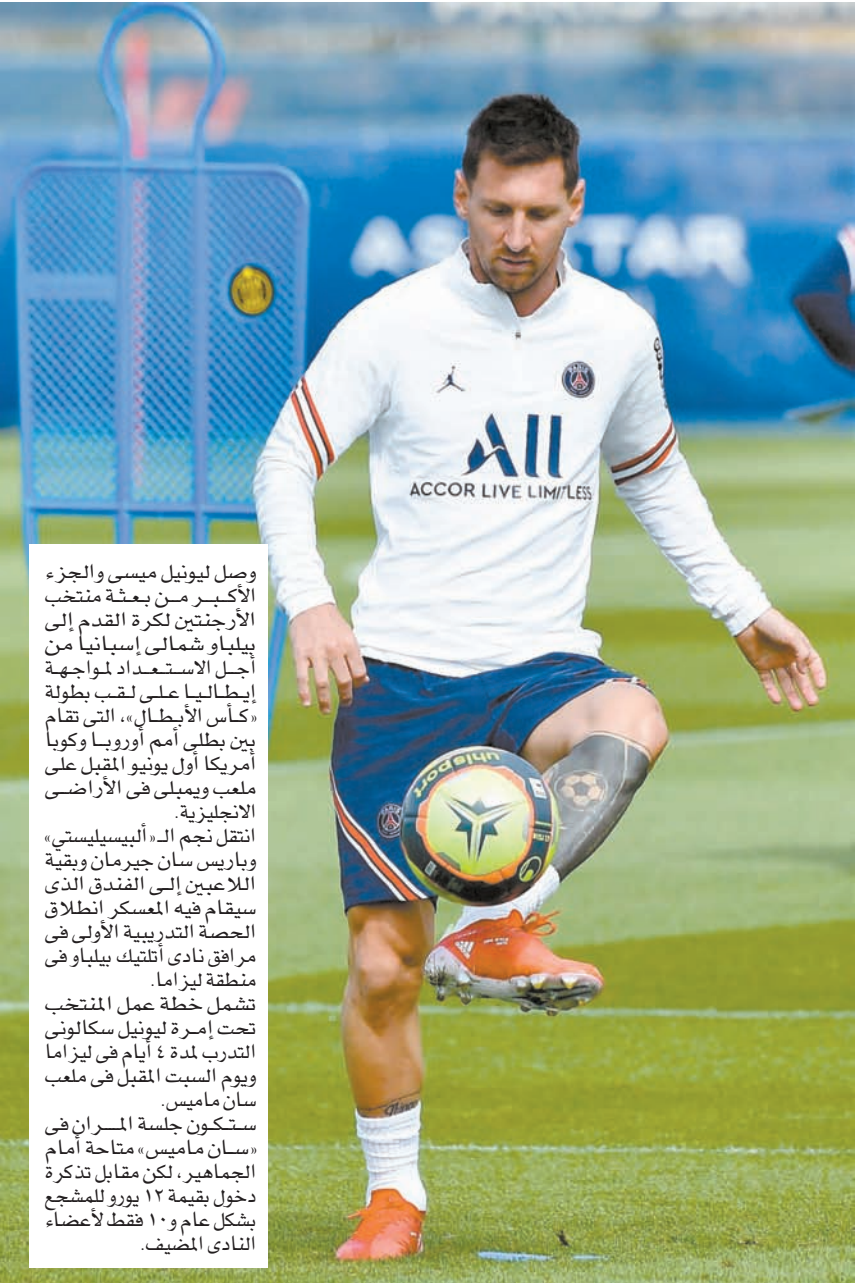 AS
TAR
PARIS
ALL
ACCOR LIVE LIMITLESS
وصل ليونيل ميسى والجزء
الأكبر من بعثة منتخب
الأرجنتين لكرة القدم إلى
بيلباو شمالى إسبانيا من
أجل الاستعداد لمواجهة
إيطاليا على لقب بطولة
«كأس الأبطال»، التى تقام
بين بطلى أمم أوروبا وكوبا
أمريكا أول يونيو المقبل على
ملعب ويمبلى فى الأراضى
الانجليزية.
انتقل نجم الـ«ألبيسيليستي»
وباريس سان جيرمان وبقية
اللاعبين إلى الفندق الذى
سيقام فيه المعسكر انطلاق
الحصة التدريبية الأولى فى
مرافق نادى أتلتيك بيلباو فى
منطقة ليزاما.
تشمل خطة عمل المنتخب
تحت إمرة ليونيل سكالونى
التدرب لمدة ٤ أيام فى ليزاما
ويوم السبت المقبل فى ملعب
سان ماميس.
ستكون جلسة المران فى
«سان ماميس» متاحة أمام
الجماهير، لكن مقابل تذكرة
دخول بقيمة ١٢ يورو للمشجع
بشكل عام و١٠ فقط لأعضاء
النادى المضيف.
uhlsport
PARIS
adidas